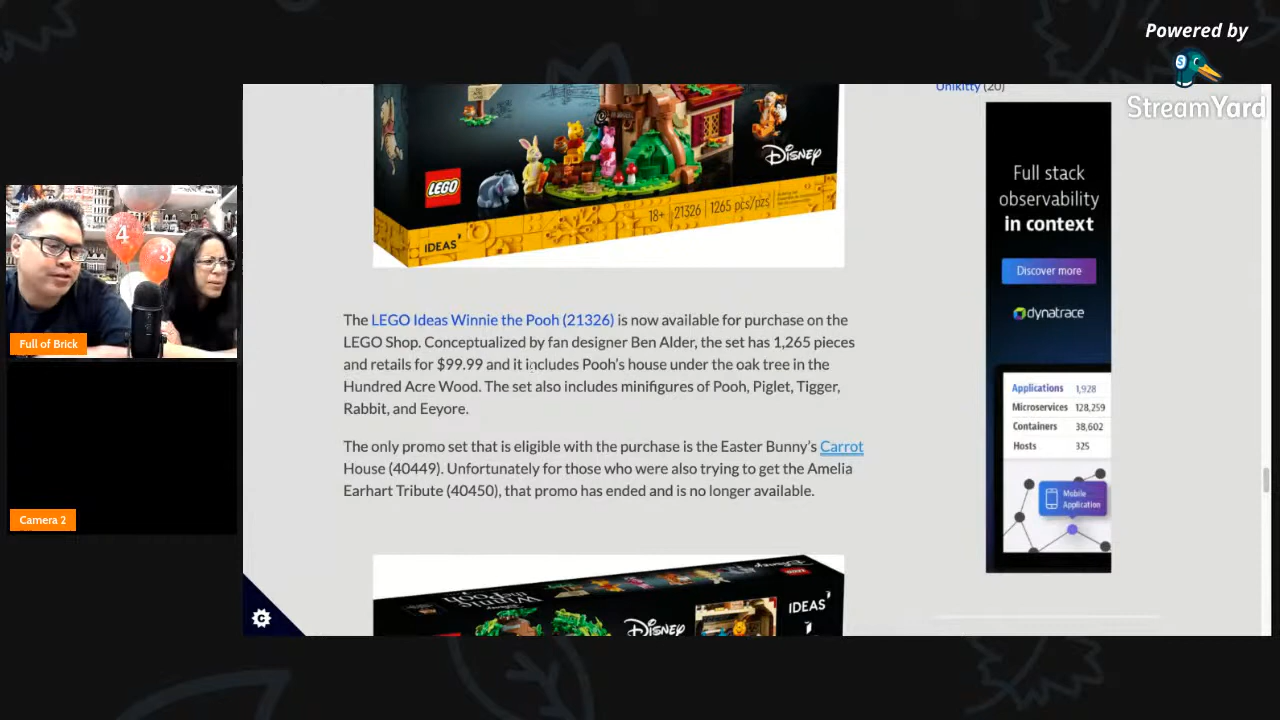 Powered by
StreamYard
Unikitty (20)
DISNEY
LEGO
18+ 21326 1265 pcs/pzs
IDEAS
Full stack
observability
in context
Discover more
dynatrace
Applications 1,928
Microservices 128,259
Containers 38,602
Hosts 325
Mobile
Application
4
3
Full of Brick
Camera 2
The LEGO Ideas Winnie the Pooh (21326) is now available for purchase on the
LEGO Shop. Conceptualized by fan designer Ben Alder, the set has 1,265 pieces
and retails for $99.99 and it includes Pooh's house under the oak tree in the
Hundred Acre Wood. The set also includes minifigures of Pooh, Piglet, Tigger,
Rabbit, and Eeyore.
The only promo set that is eligible with the purchase is the Easter Bunny's Carrot
House (40449). Unfortunately for those who were also trying to get the Amelia
Earhart Tribute (40450), that promo has ended and is no longer available.
Winnie
the Pooh
DISNEY
LEGO
IDEAS
DISNEY